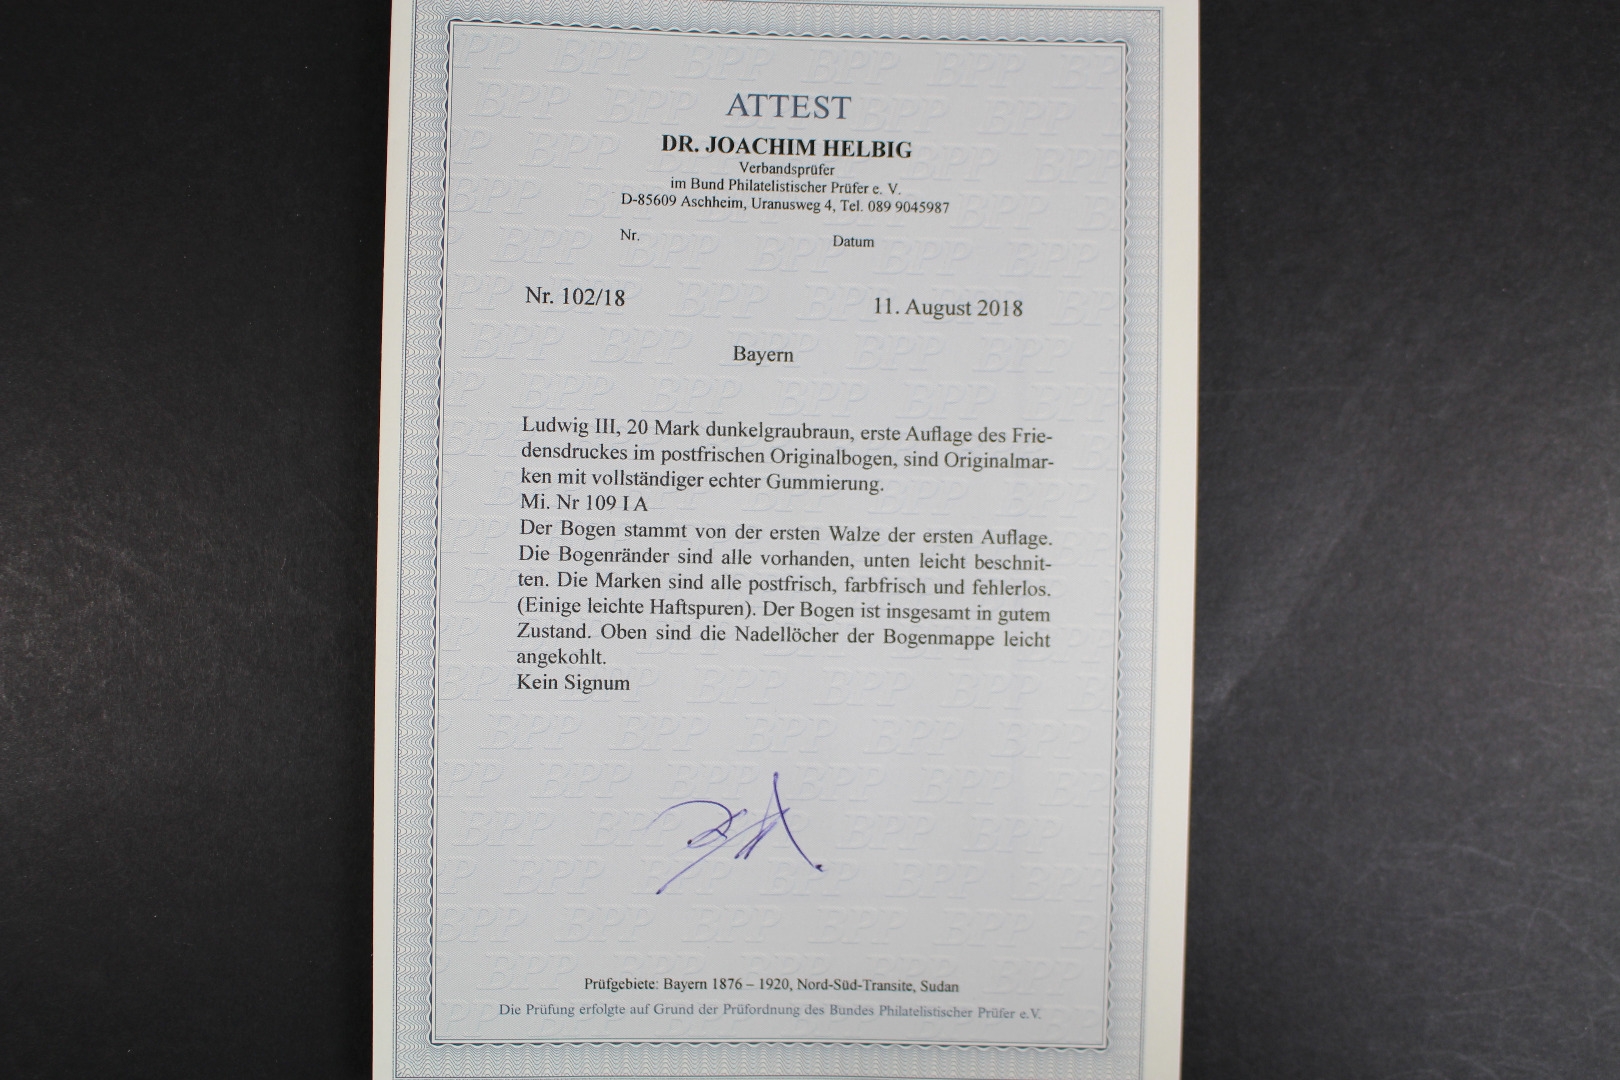 ATTEST
DR. JOACHIM HELBIG
Verbandsprüfer
im Bund Philatelistischer Prüfer e. V.
D-85609 Aschheim, Uranusweg 4, Tel. 089 9045987
Nr. Datum
Nr. 102/18 11. August 2018
Bayern
Ludwig III, 20 Mark dunkelgraubraun, erste Auflage des Frie-
densdruckes im postfrischen Originalbogen, sind Originalmar-
ken mit vollständiger echter Gummierung.
Mi. Nr 109 I A
Der Bogen stammt von der ersten Walze der ersten Auflage.
Die Bogenränder sind alle vorhanden, unten leicht beschnit-
ten. Die Marken sind alle postfrisch, farbfrisch und fehlerlos.
(Einige leichte Haftspuren). Der Bogen ist insgesamt in gutem
Zustand. Oben sind die Nadellöcher der Bogenmappe leicht
angekohlt.
Kein Signum
Prüfgebiete: Bayern 1876 – 1920, Nord-Süd-Transite, Sudan
Die Prüfung erfolgte auf Grund der Prüfordnung des Bundes Philatelistischer Prüfer e.V.